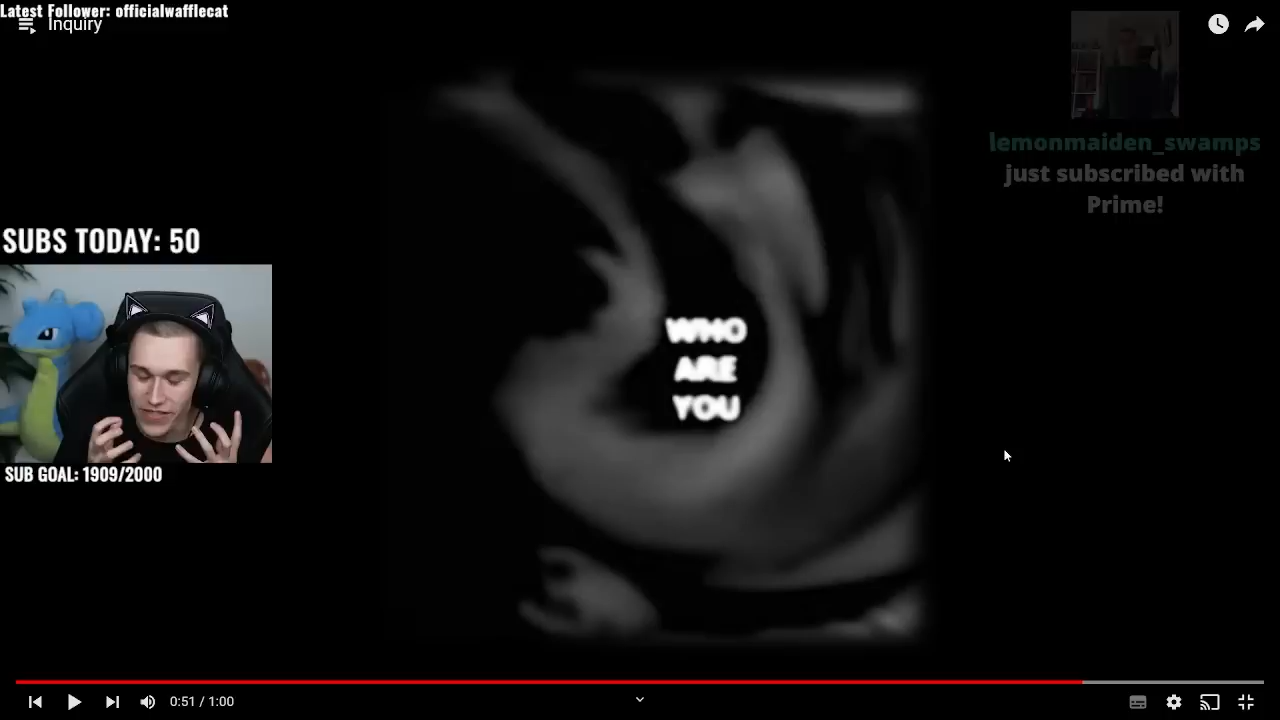 Latest Follower: officialwafflecat
Inquiry
lemonmaiden_swamps
just subscribed with
Prime!
SUBS TODAY: 50
WHO
ARE
YOU
SUB GOAL: 1909/2000
0:51 / 1:00